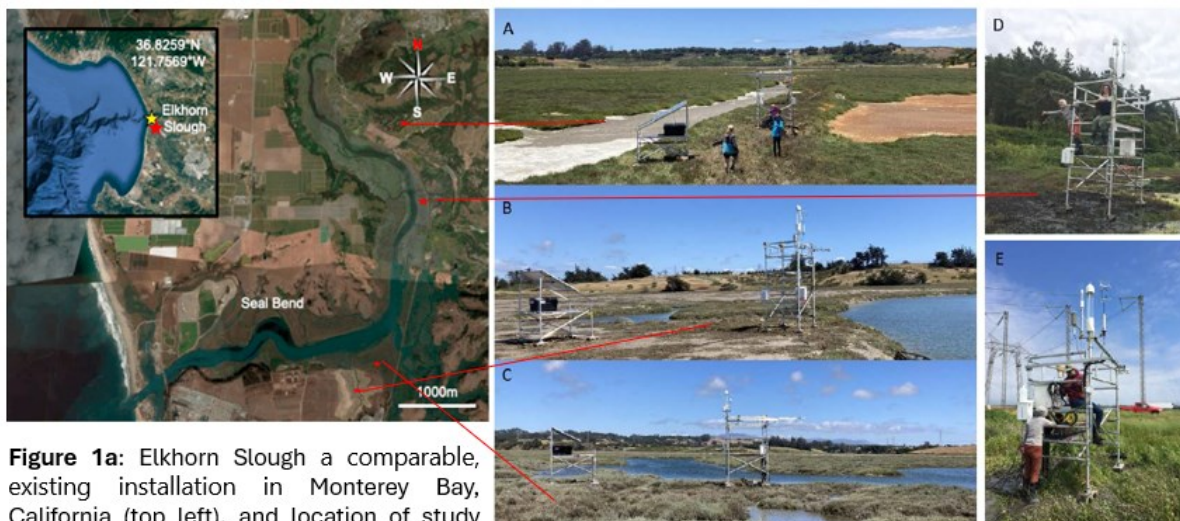 36.8259°N
121.7569°W
Elkhorn
Slough
N
W E
S
Seal Bend
1000m
A
B
C
D
E
Figure 1a: Elkhorn Slough a comparable,
existing installation in Monterey Bay,
California (top left), and location of study